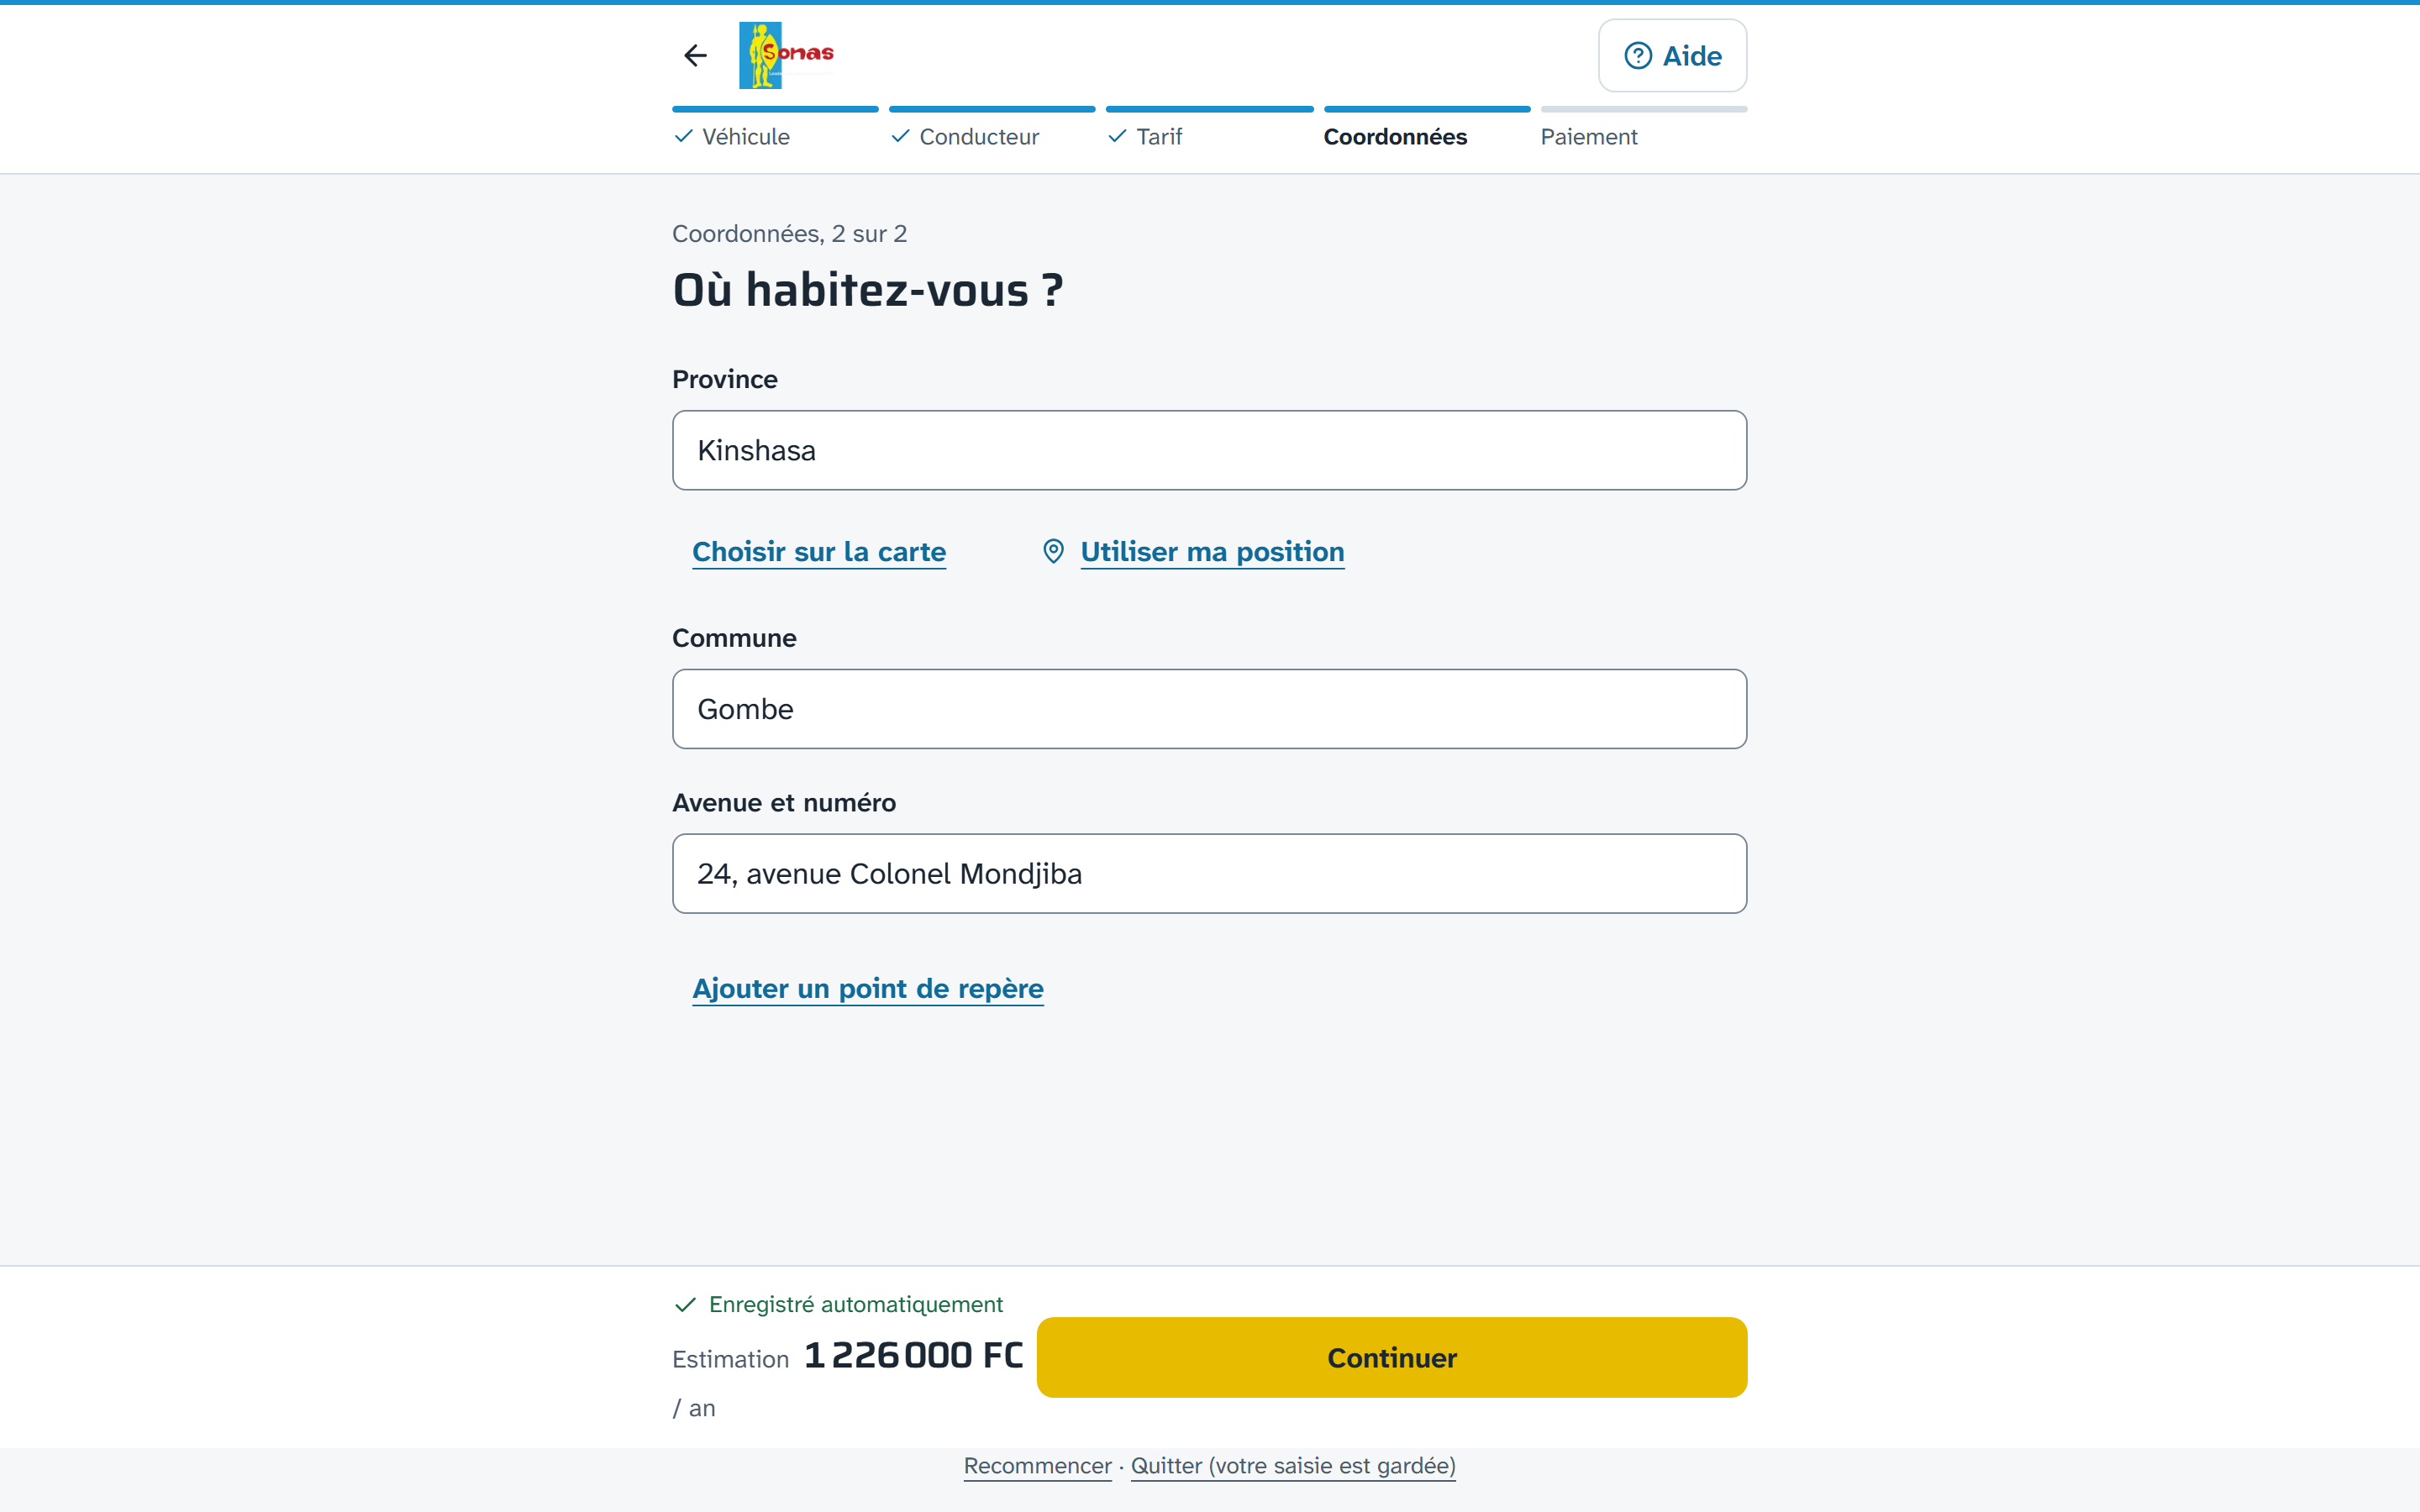 Sonas
Aide
Véhicule
Conducteur
Tarif
Coordonnées
Paiement
Coordonnées, 2 sur 2
Où habitez-vous ?
Province
Kinshasa
Choisir sur la carte
Utiliser ma position
Commune
Gombe
Avenue et numéro
24, avenue Colonel Mondjiba
Ajouter un point de repère
Enregistré automatiquement
Estimation 1 226 000 FC
/ an
Continuer
Recommencer · Quitter (votre saisie est gardée)